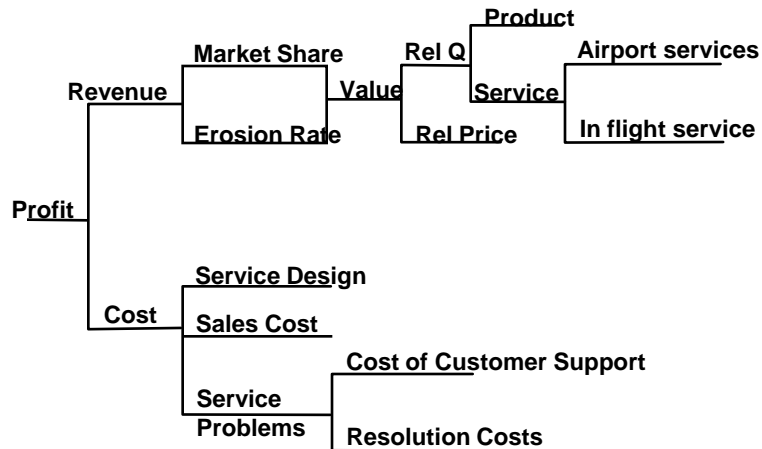 Product
Market Share
Rel Q
Airport services
Revenue
Value
Service
Erosion Rate
Rel Price
In flight service
Profit
Service Design
Cost
Sales Cost
Cost of Customer Support
Service
Problems
Resolution Costs